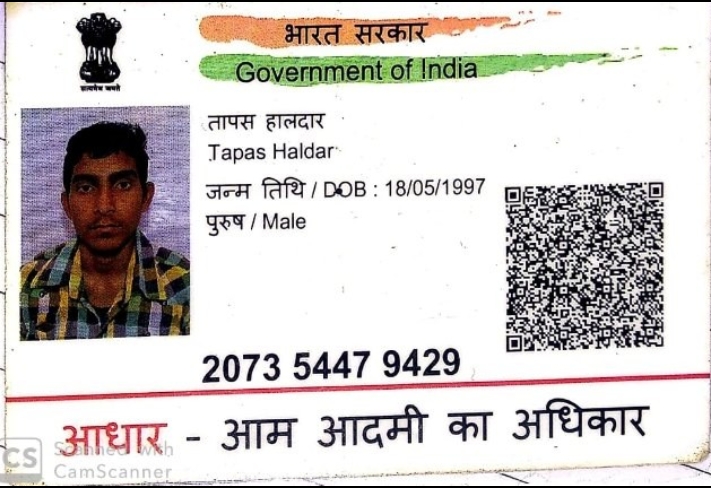 भारत सरकार
Government of India
सत्यमेव जयते
तापस हालदार
Tapas Haldar
जन्म तिथि / DOB : 18/05/1997
पुरुष / Male
2073 5447 9429
आधार - आम आदमी का अधिकार
CS
Scanned with
CamScanner